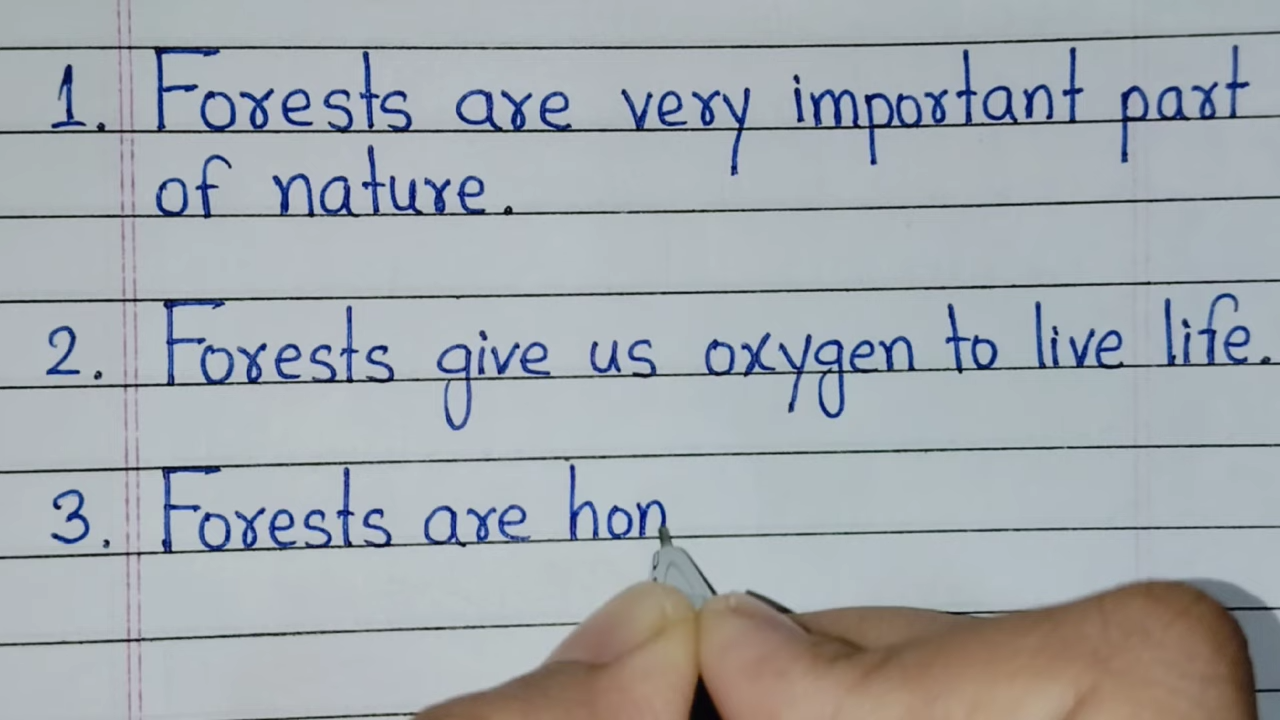 1. Forests are very important part
of nature.
2. Forests give us oxygen to live life.
3. Forests are hon